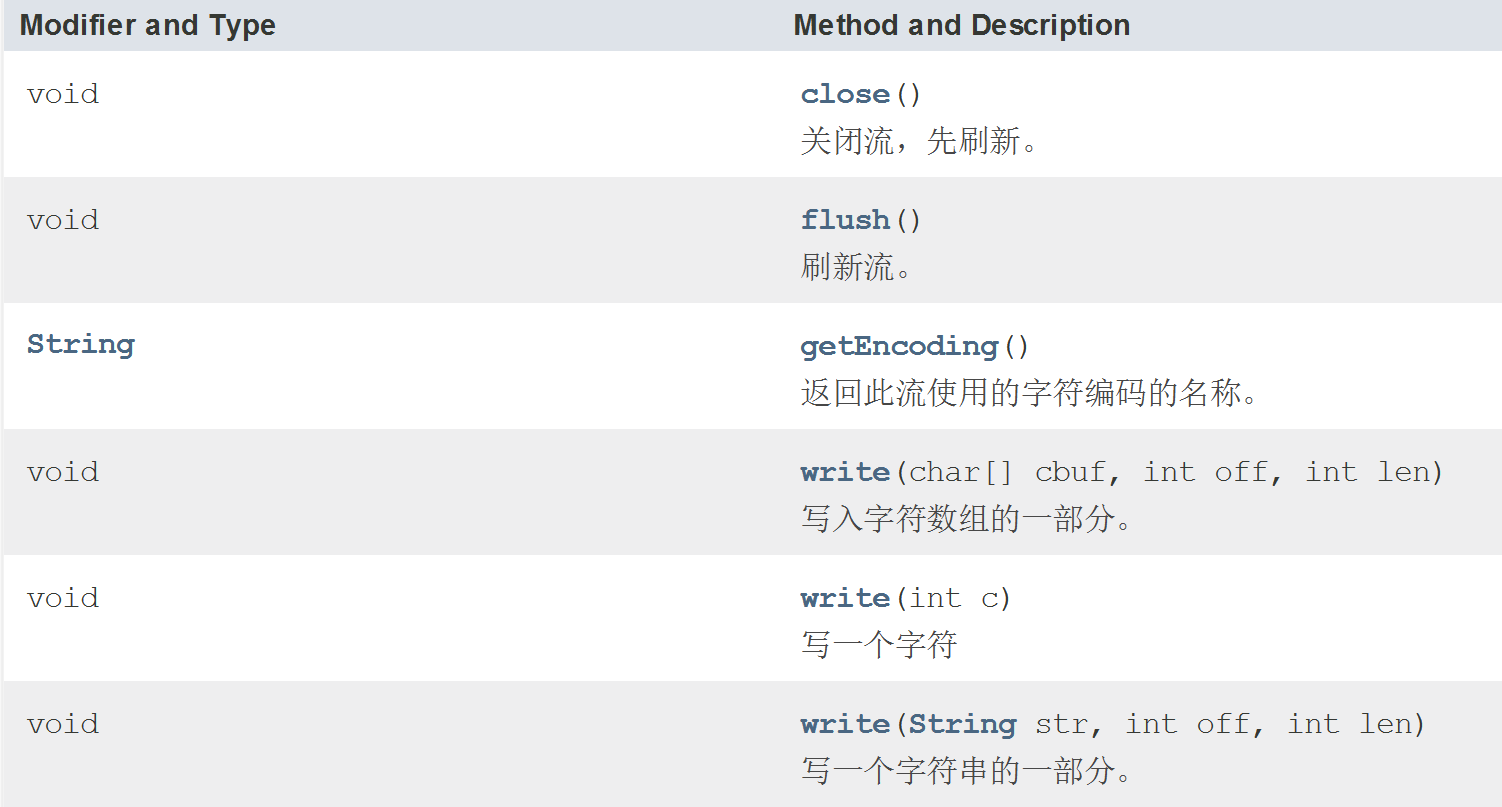 Modifier and Type Method and Description
void close()
关闭流，先刷新。
void flush()
刷新流。
String getEncoding()
返回此流使用的字符编码的名称。
void write(char[] cbuf, int off, int len)
写入字符数组的一部分。
void write(int c)
写一个字符
void write(String str, int off, int len)
写一个字符串的一部分。